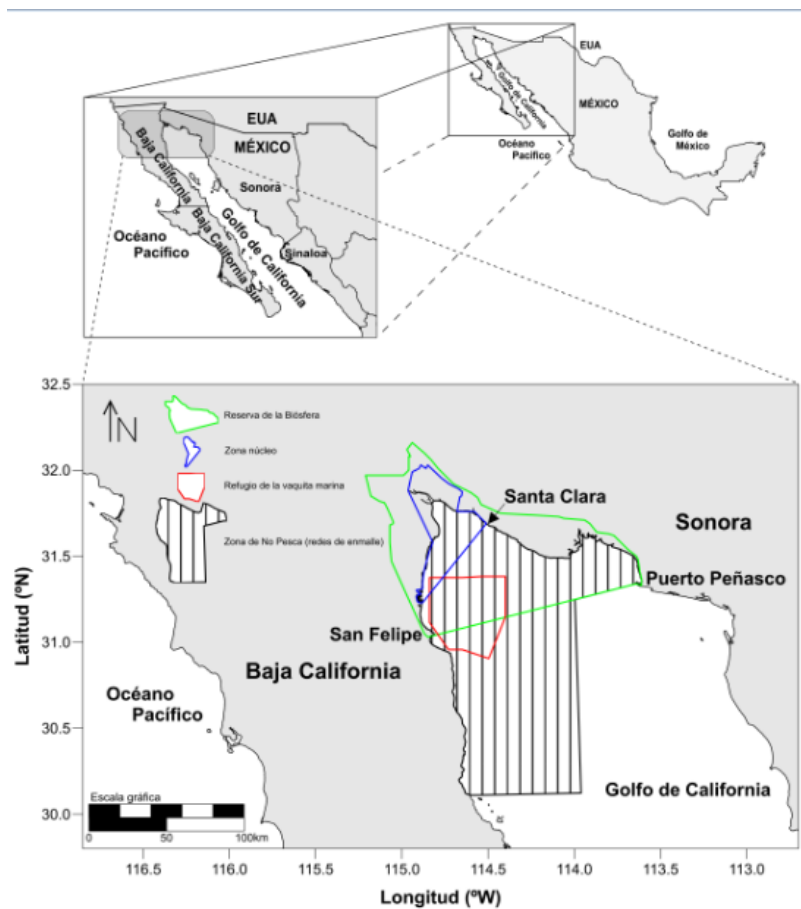 EUA
MÉXICO
Golfo de California
Océano
Pacífico
Golfo de
México
EUA
MÉXICO
Baja California
Sonora
Golfo de California
Baja California Sur
Sinaloa
Océano
Pacífico
32.5
32.0
31.5
31.0
30.5
30.0
Latitud (ºN)
N
Reserva de la Biósfera
Zona núcleo
Refugio de la vaquita marina
Zona de No Pesca (redes de enmalle)
Santa Clara
Sonora
Puerto Peñasco
San Felipe
Baja California
Océano
Pacífico
Golfo de California
Escala gráfica
0 50 100km
116.5 116.0 115.5 115.0 114.5 114.0 113.5 113.0
Longitud (ºW)